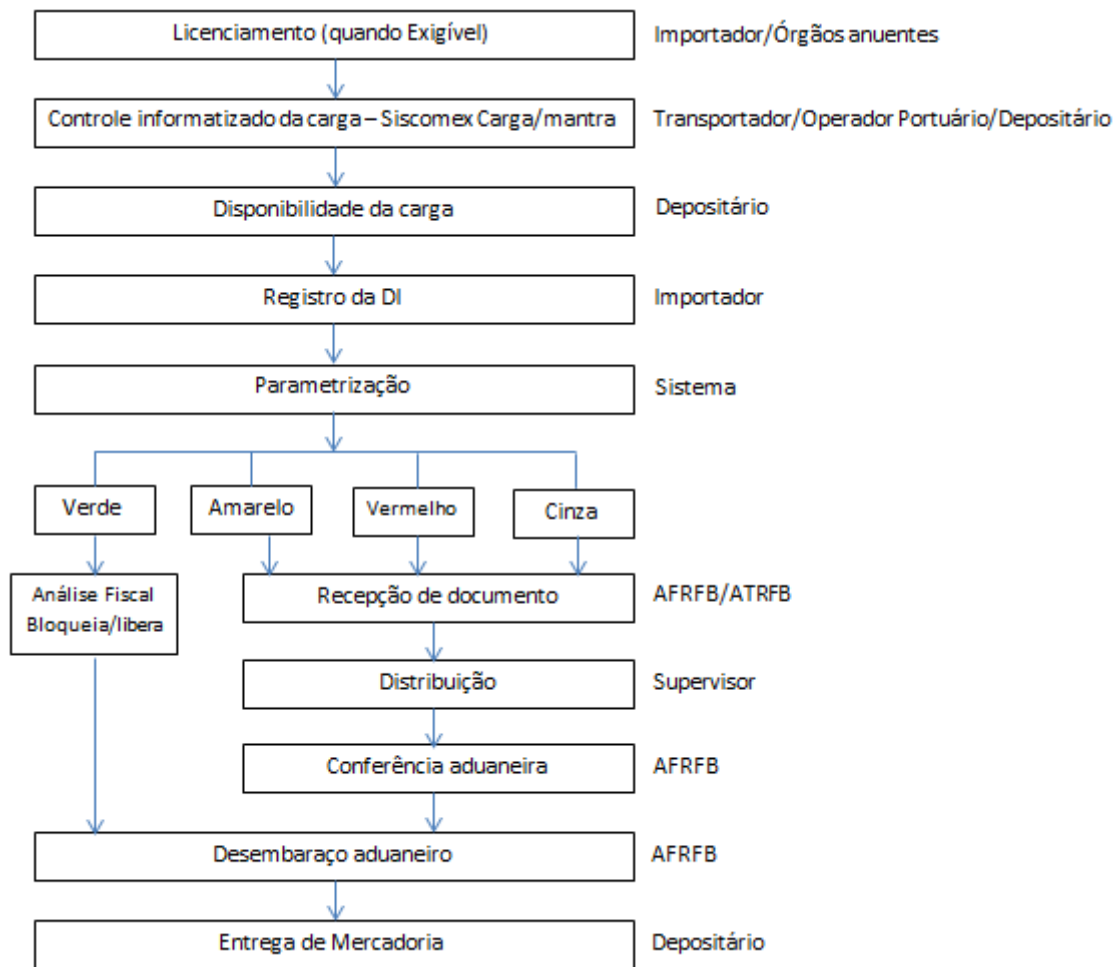 Licenciamento (quando Exigível)
Importador/Órgãos anuentes
Controle informatizado da carga – Siscomex Carga/mantra
Transportador/Operador Portuário/Depositário
Disponibilidade da carga
Depositário
Registro da DI
Importador
Parametrização
Sistema
Verde
Amarelo
Vermelho
Cinza
Análise Fiscal
Bloqueia/libera
Recepção de documento
AFRFB/ATRFB
Distribuição
Supervisor
Conferência aduaneira
AFRFB
Desembaraço aduaneiro
AFRFB
Entrega de Mercadoria
Depositário